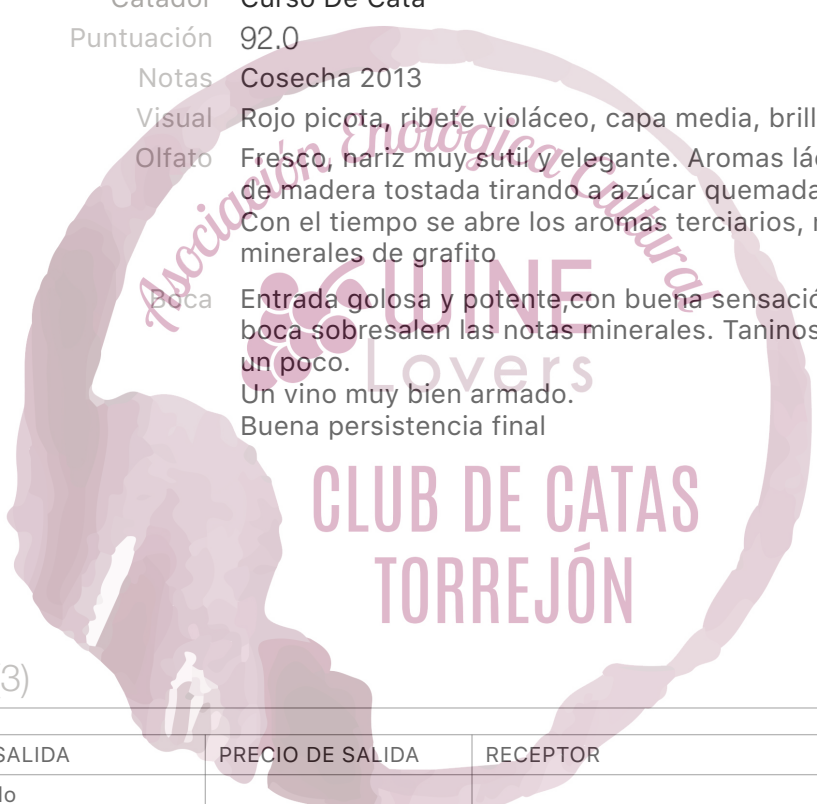 Catador Curso De Cata
Puntuación 92.0
Notas Cosecha 2013
Visual Rojo picota, ribete violáceo, capa media, brill
Olfato Fresco, nariz muy sutil y elegante. Aromas lác
de madera tostada tirando a azúcar quemada
Con el tiempo se abre los aromas terciarios,
minerales de grafito
Boca Entrada golosa y potente,con buena sensació
boca sobresalen las notas minerales. Taninos
un poco.
Un vino muy bien armado.
Buena persistencia final
Asociación Enológica Cultural
WINE
Lovers
CLUB DE CATAS
TORREJÓN
3)
SALIDA PRECIO DE SALIDA RECEPTOR